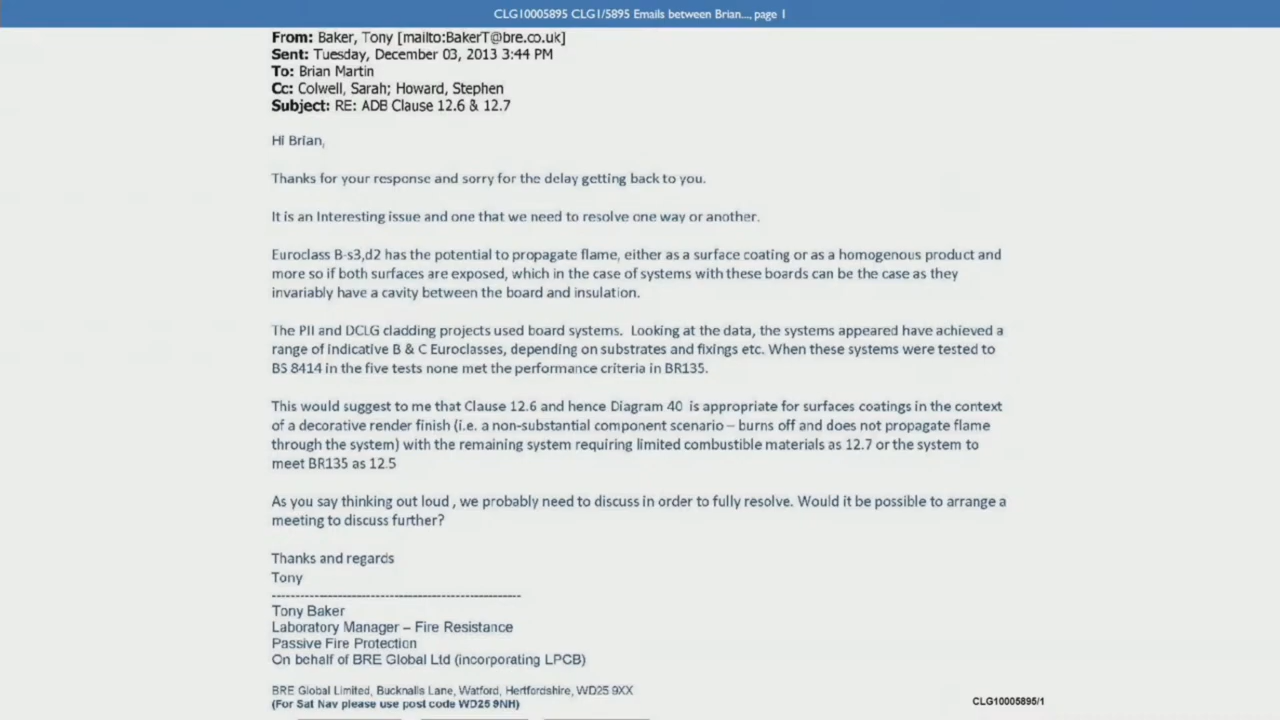 CLG10005895 CLG1/5895 Emails between Brian..., page 1
From: Baker, Tony [mailto:BakerT@bre.co.uk]
Sent: Tuesday, December 03, 2013 3:44 PM
To: Brian Martin
Cc: Colwell, Sarah; Howard, Stephen
Subject: RE: ADB Clause 12.6 & 12.7
Hi Brian,
Thanks for your response and sorry for the delay getting back to you.
It is an Interesting issue and one that we need to resolve one way or another.
Euroclass B-s3,d2 has the potential to propagate flame, either as a surface coating or as a homogenous product and
more so if both surfaces are exposed, which in the case of systems with these boards can be the case as they
invariably have a cavity between the board and insulation.
The PII and DCLG cladding projects used board systems. Looking at the data, the systems appeared have achieved a
range of indicative B & C Euroclasses, depending on substrates and fixings etc. When these systems were tested to
BS 8414 in the five tests none met the performance criteria in BR135.
This would suggest to me that Clause 12.6 and hence Diagram 40 is appropriate for surfaces coatings in the context
of a decorative render finish (i.e. a non-substantial component scenario – burns off and does not propagate flame
through the system) with the remaining system requiring limited combustible materials as 12.7 or the system to
meet BR135 as 12.5
As you say thinking out loud , we probably need to discuss in order to fully resolve. Would it be possible to arrange a
meeting to discuss further?
Thanks and regards
Tony
----------------------------------------------------
Tony Baker
Laboratory Manager – Fire Resistance
Passive Fire Protection
On behalf of BRE Global Ltd (incorporating LPCB)
BRE Global Limited, Bucknalls Lane, Watford, Hertfordshire, WD25 9XX
(For Sat Nav please use post code WD25 9NH)
CLG10005895/1